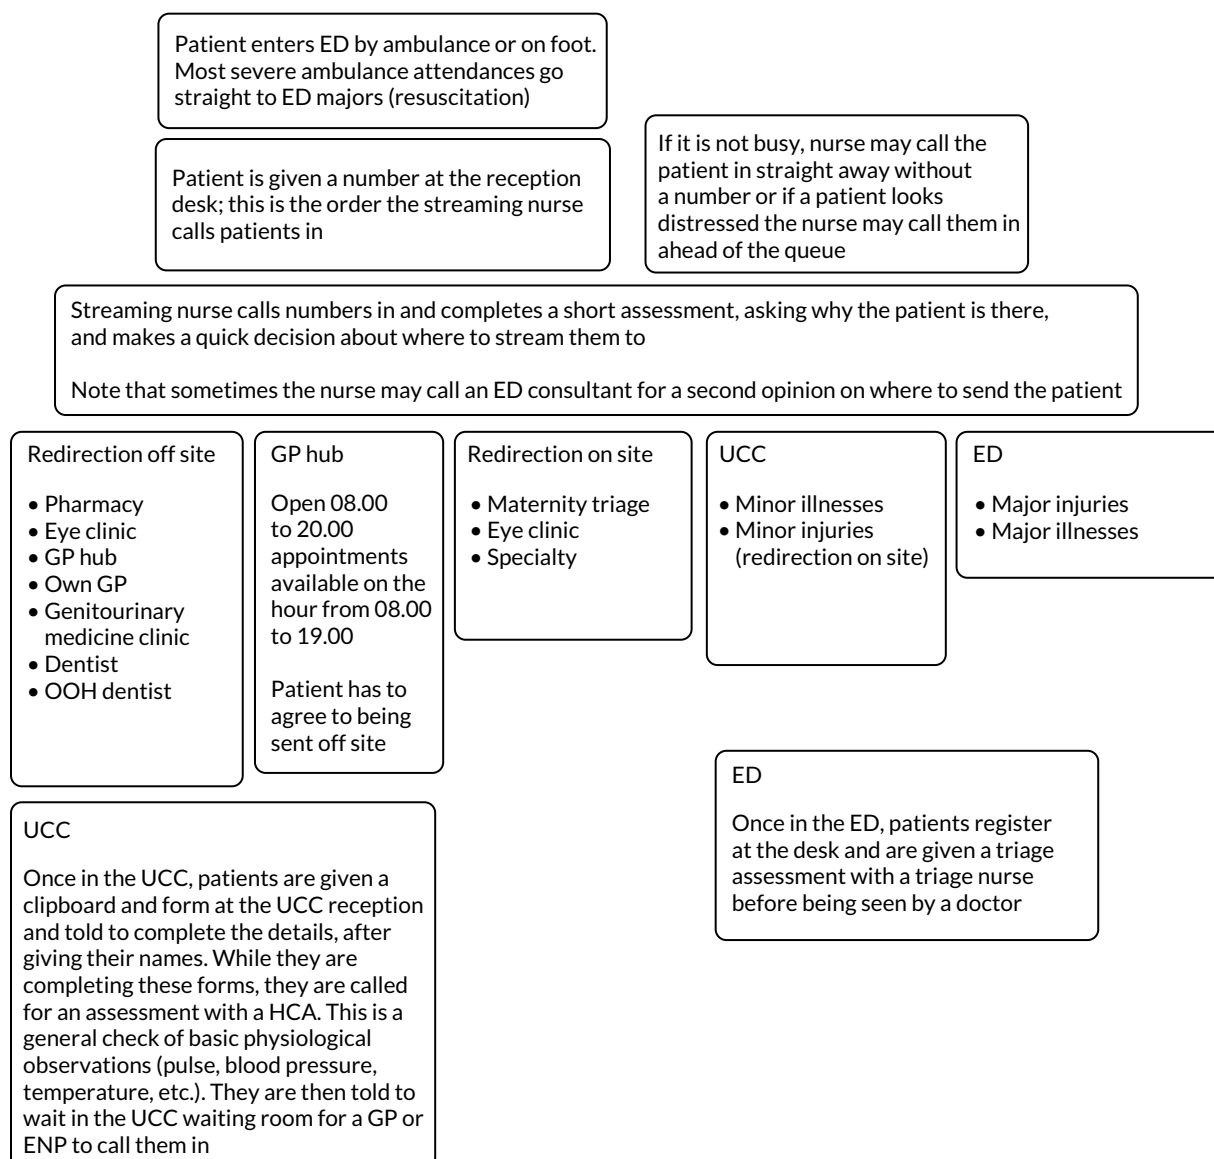 Patient enters ED by ambulance or on foot.
Most severe ambulance attendances go
straight to ED majors (resuscitation)
Patient is given a number at the reception
desk; this is the order the streaming nurse
calls patients in
If it is not busy, nurse may call the
patient in straight away without
a number or if a patient looks
distressed the nurse may call them in
ahead of the queue
Streaming nurse calls numbers in and completes a short assessment, asking why the patient is there,
and makes a quick decision about where to stream them to
Note that sometimes the nurse may call an ED consultant for a second opinion on where to send the patient
Redirection off site
• Pharmacy
• Eye clinic
• GP hub
• Own GP
• Genitourinary
medicine clinic
• Dentist
• OOH dentist
GP hub
Open 08.00
to 20.00
appointments
available on the
hour from 08.00
to 19.00
Patient has to
agree to being
sent off site
Redirection on site
• Maternity triage
• Eye clinic
• Specialty
UCC
• Minor illnesses
• Minor injuries
(redirection on site)
ED
• Major injuries
• Major illnesses
ED
Once in the ED, patients register
at the desk and are given a triage
assessment with a triage nurse
before being seen by a doctor
UCC
Once in the UCC, patients are given a
clipboard and form at the UCC reception
and told to complete the details, after
giving their names. While they are
completing these forms, they are called
for an assessment with a HCA. This is a
general check of basic physiological
observations (pulse, blood pressure,
temperature, etc.). They are then told to
wait in the UCC waiting room for a GP or
ENP to call them in